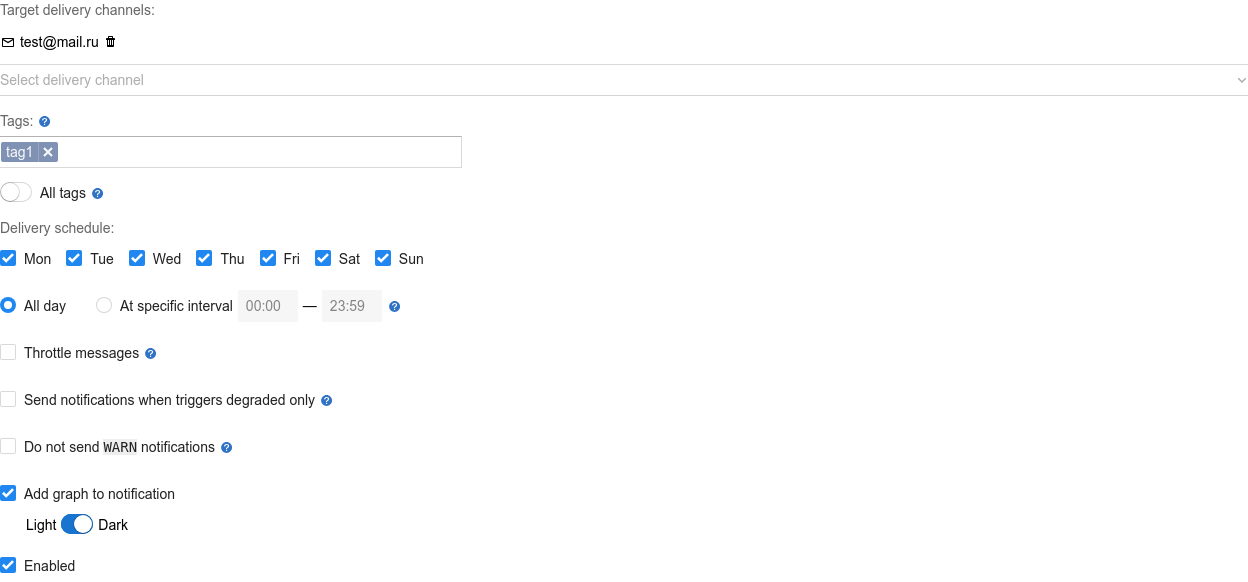 Target delivery channels:
test@mail.ru
Select delivery channel
Tags: ?
tag1
All tags ?
Delivery schedule:
Mon Tue Wed Thu Fri Sat Sun
All day At specific interval 00:00 — 23:59 ?
Throttle messages ?
Send notifications when triggers degraded only ?
Do not send WARN notifications ?
Add graph to notification
Light Dark
Enabled